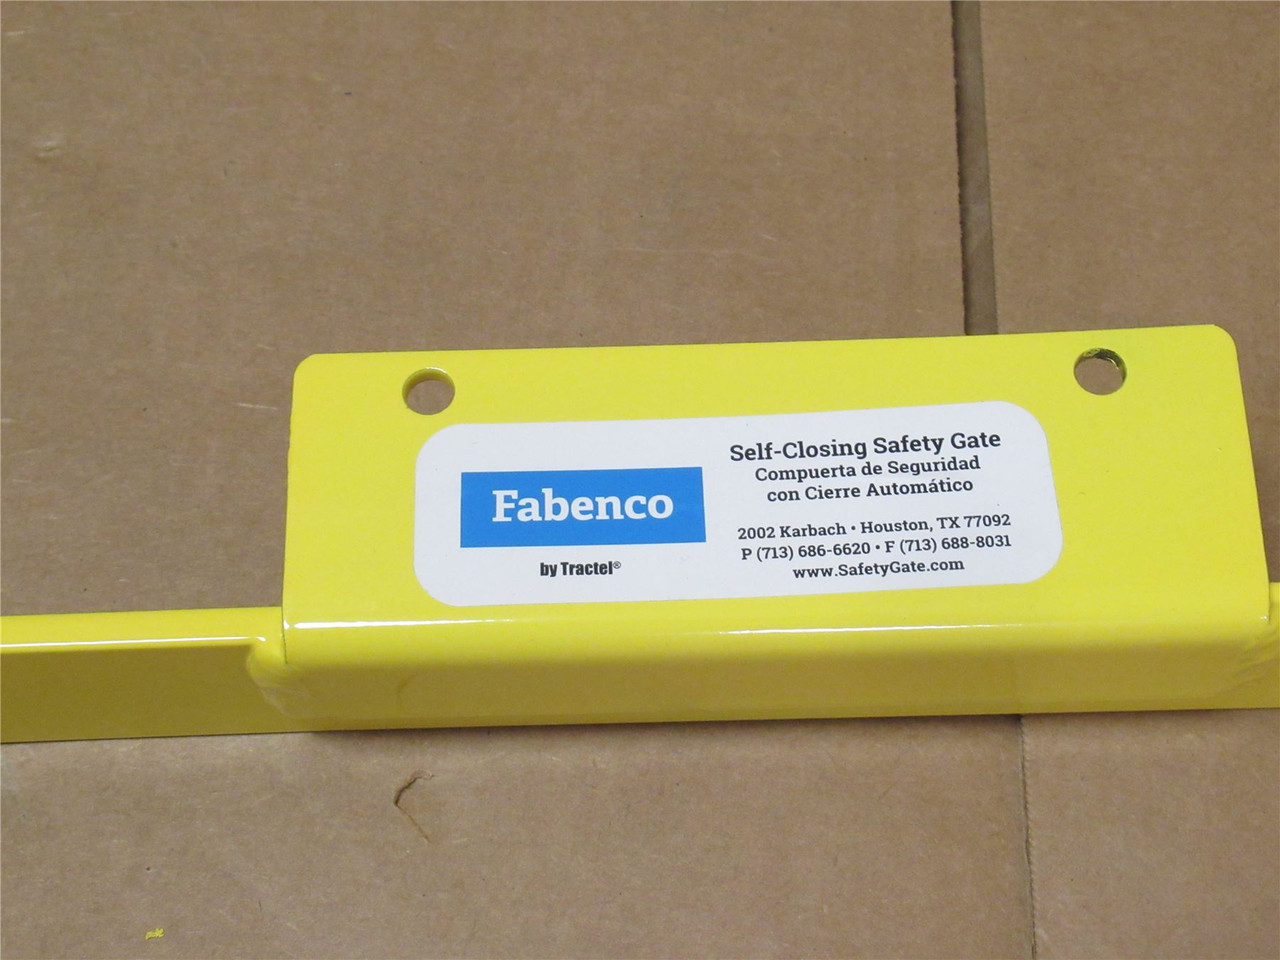 Fabenco
by Tractel®
Self-Closing Safety Gate
Compuerta de Seguridad
con Cierre Automático
2002 Karbach • Houston, TX 77092
P (713) 686-6620 • F (713) 688-8031
www.SafetyGate.com